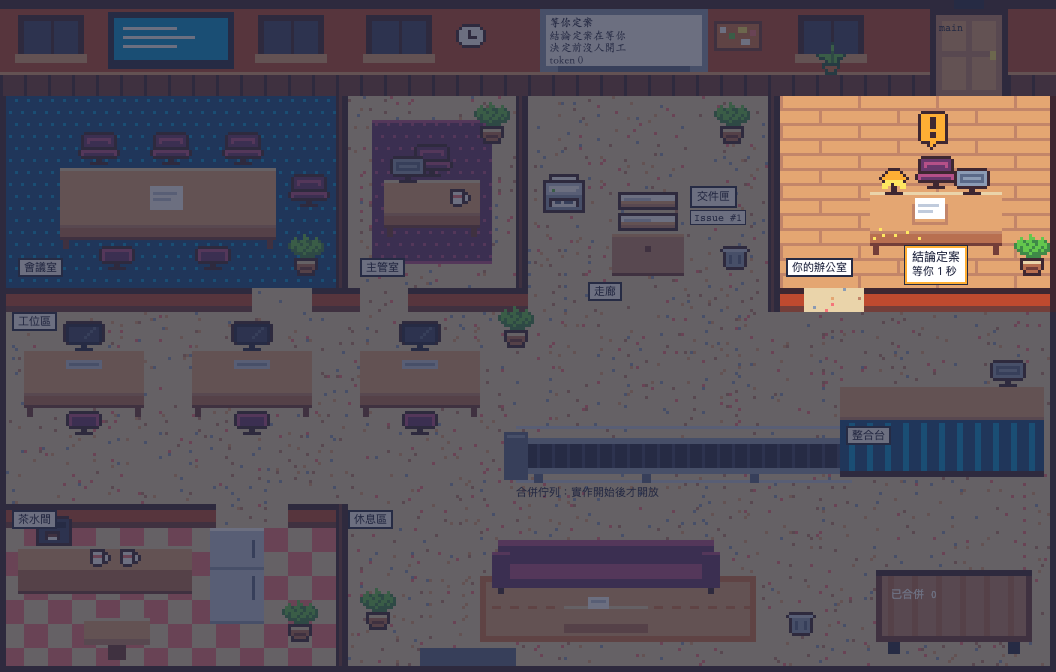 等你定案
結論定案在等你
決定前沒人開工
token 0
main
交件匣
Issue #1
會議室
主管室
走廊
你的辦公室
結論定案
等你 1 秒
工位區
整合台
合併佇列：實作開始後才開放
茶水間
休息區
已合併 0